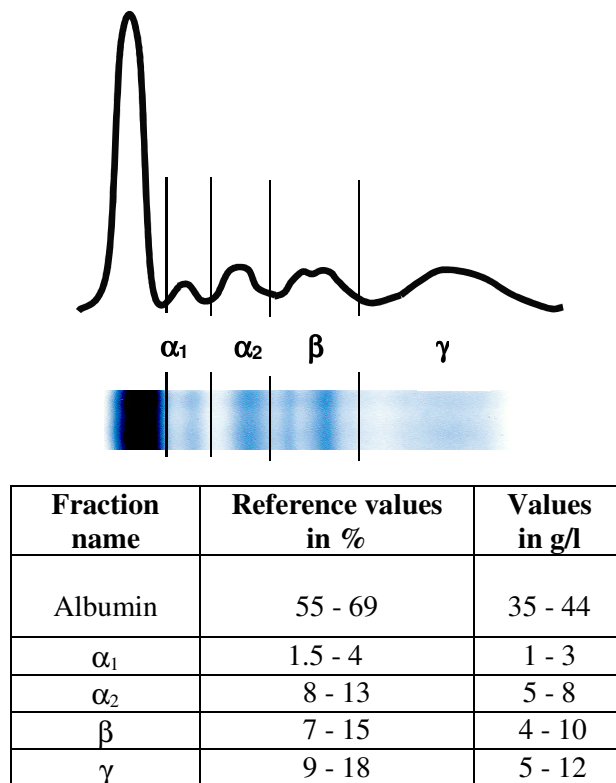 α₁ α₂ β γ
Fraction name Reference values in % Values in g/l
Albumin 55 - 69 35 - 44
α₁ 1.5 - 4 1 - 3
α₂ 8 - 13 5 - 8
β 7 - 15 4 - 10
γ 9 - 18 5 - 12